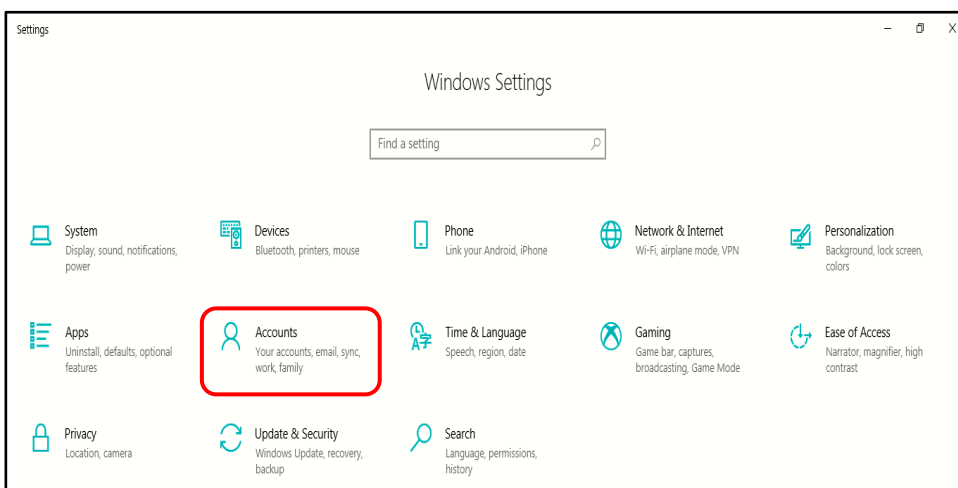 Settings
Windows Settings
Find a setting
System
Display, sound, notifications,
power
Devices
Bluetooth, printers, mouse
Phone
Link your Android, iPhone
Network & Internet
Wi-Fi, airplane mode, VPN
Personalization
Background, lock screen,
colors
Apps
Uninstall, defaults, optional
features
Accounts
Your accounts, email, sync,
work, family
Time & Language
Speech, region, date
Gaming
Game bar, captures,
broadcasting, Game Mode
Ease of Access
Narrator, magnifier, high
contrast
Privacy
Location, camera
Update & Security
Windows Update, recovery,
backup
Search
Language, permissions,
history